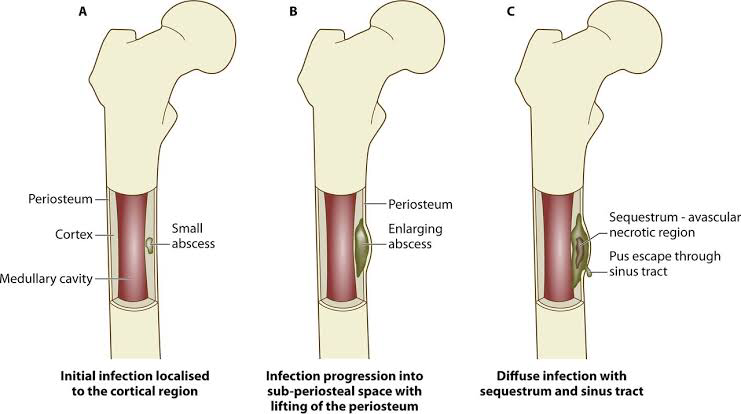 A
Periosteum
Cortex
Medullary cavity
Small
abscess
Initial infection localised
to the cortical region
B
Periosteum
Enlarging
abscess
Infection progression into
sub-periosteal space with
lifting of the periosteum
C
Sequestrum - avascular
necrotic region
Pus escape through
sinus tract
Diffuse infection with
sequestrum and sinus tract